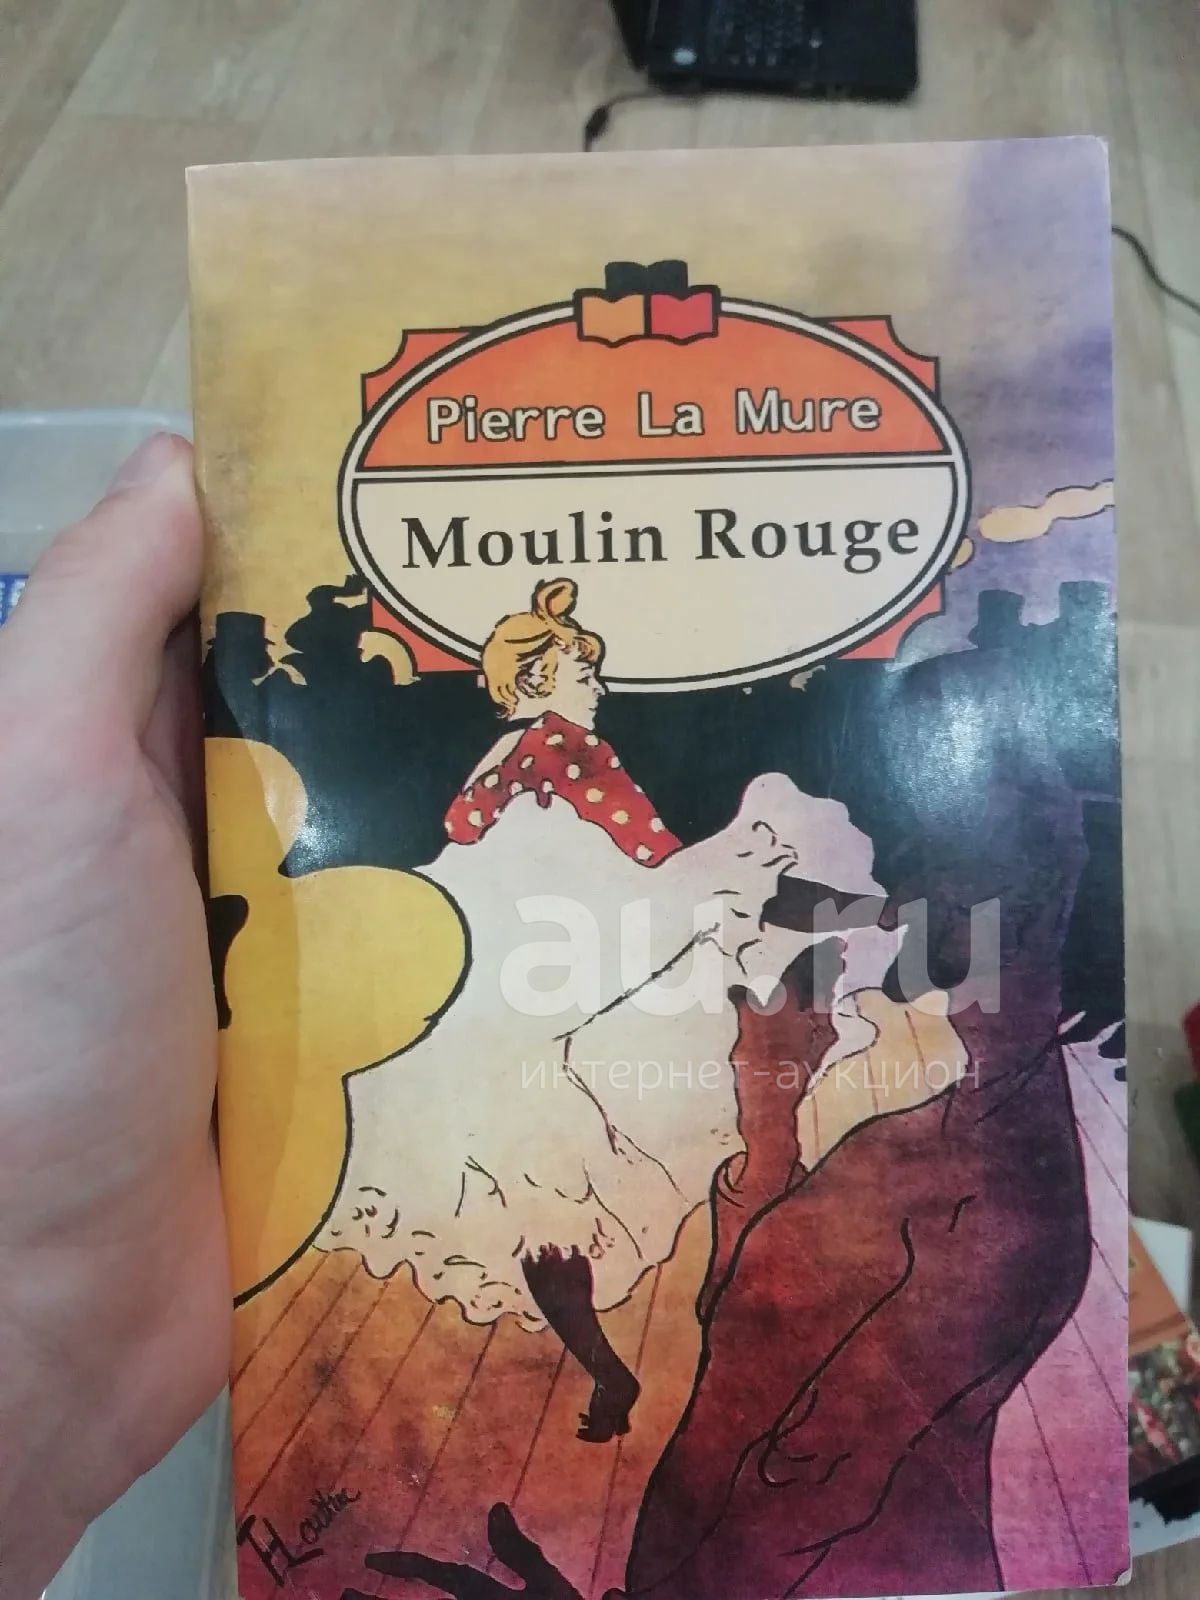 Pierre La Mure
Moulin Rouge
au.ru
интернет-аукцион